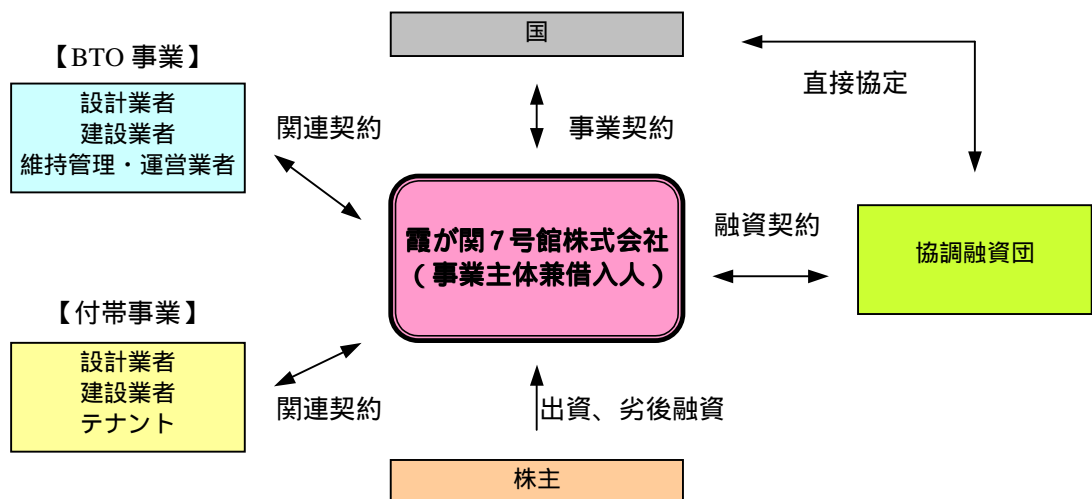 国
【BTO 事業】
設計業者
建設業者
維持管理・運営業者
関連契約
事業契約
直接協定
霞が関７号館株式会社
（事業主体兼借入人）
融資契約
協調融資団
【付帯事業】
設計業者
建設業者
テナント
関連契約
出資、劣後融資
株主